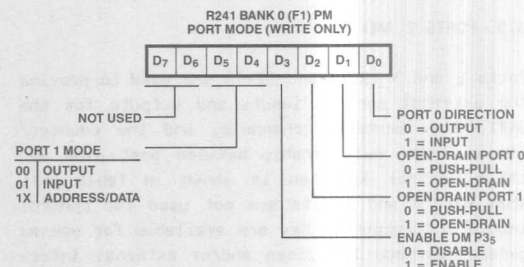 R241 BANK 0 (F1) PM
PORT MODE (WRITE ONLY)
D7 D6 D5 D4 D3 D2 D1 D0
NOT USED
PORT 1 MODE
00 OUTPUT
01 INPUT
1X ADDRESS/DATA
PORT 0 DIRECTION
0 = OUTPUT
1 = INPUT
OPEN-DRAIN PORT 0
0 = PUSH-PULL
1 = OPEN-DRAIN
OPEN DRAIN PORT 1
0 = PUSH-PULL
1 = OPEN-DRAIN
ENABLE DM P35
0 = DISABLE
1 = ENABLE